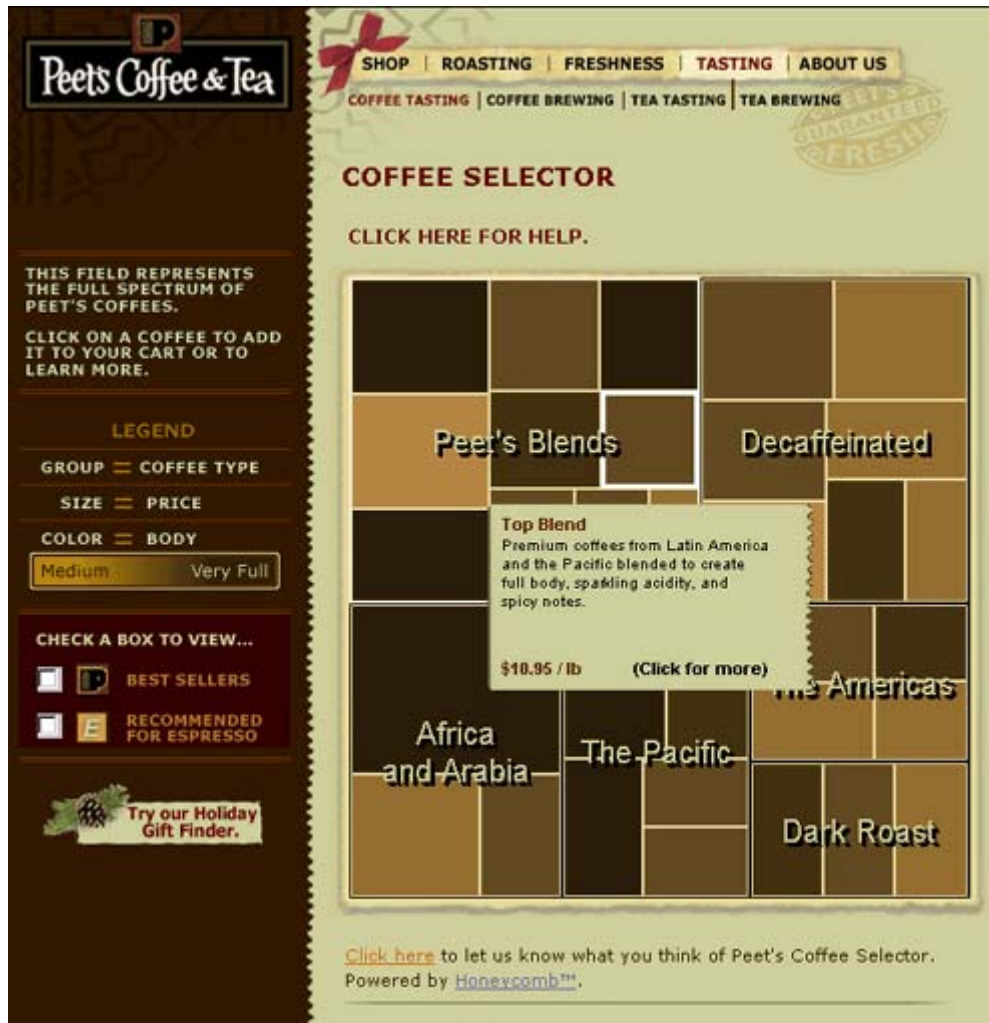 Peet's Coffee & Tea
SHOP | ROASTING | FRESHNESS | TASTING | ABOUT US
COFFEE TASTING | COFFEE BREWING | TEA TASTING | TEA BREWING
PEET'S
GUARANTEED
FRESH
COFFEE SELECTOR
CLICK HERE FOR HELP.
THIS FIELD REPRESENTS
THE FULL SPECTRUM OF
PEET'S COFFEES.
CLICK ON A COFFEE TO ADD
IT TO YOUR CART OR TO
LEARN MORE.
LEGEND
GROUP = COFFEE TYPE
SIZE = PRICE
COLOR = BODY
Medium Very Full
CHECK A BOX TO VIEW...
P BEST SELLERS
E RECOMMENDED
FOR ESPRESSO
Try our Holiday
Gift Finder.
Peet's Blends
Decaffeinated
Top Blend
Premium coffees from Latin America
and the Pacific blended to create
full body, sparkling acidity, and
spicy notes.
$10.95 / lb (Click for more)
The Americas
Africa
and Arabia
The Pacific
Dark Roast
Click here to let us know what you think of Peet's Coffee Selector.
Powered by Honeycomb™.